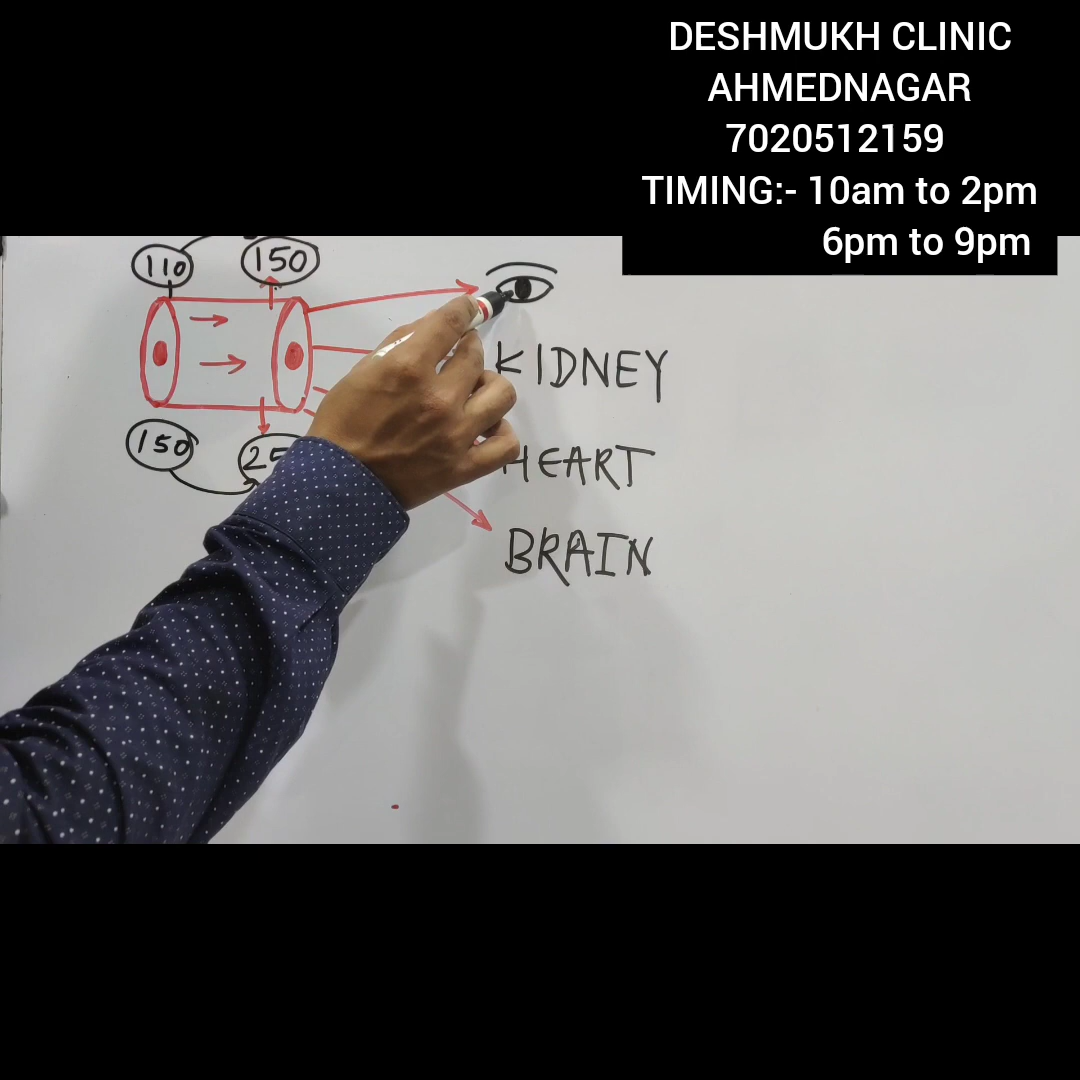 DESHMUKH CLINIC
AHMEDNAGAR
7020512159
TIMING:- 10am to 2pm
6pm to 9pm
110 150
KIDNEY
150
HEART
BRAIN